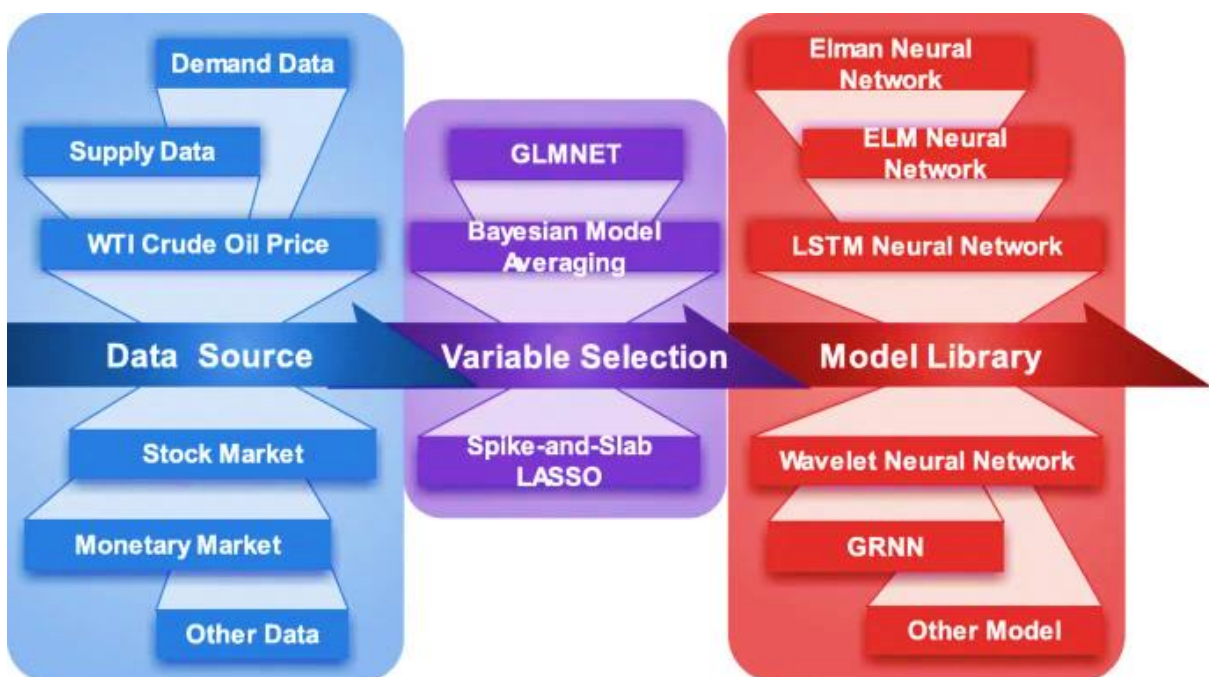 Demand Data
Supply Data
WTI Crude Oil Price
Data Source
Stock Market
Monetary Market
Other Data
GLMNET
Bayesian Model
Averaging
Variable Selection
Spike-and-Slab
LASSO
Elman Neural
Network
ELM Neural
Network
LSTM Neural Network
Model Library
Wavelet Neural Network
GRNN
Other Model